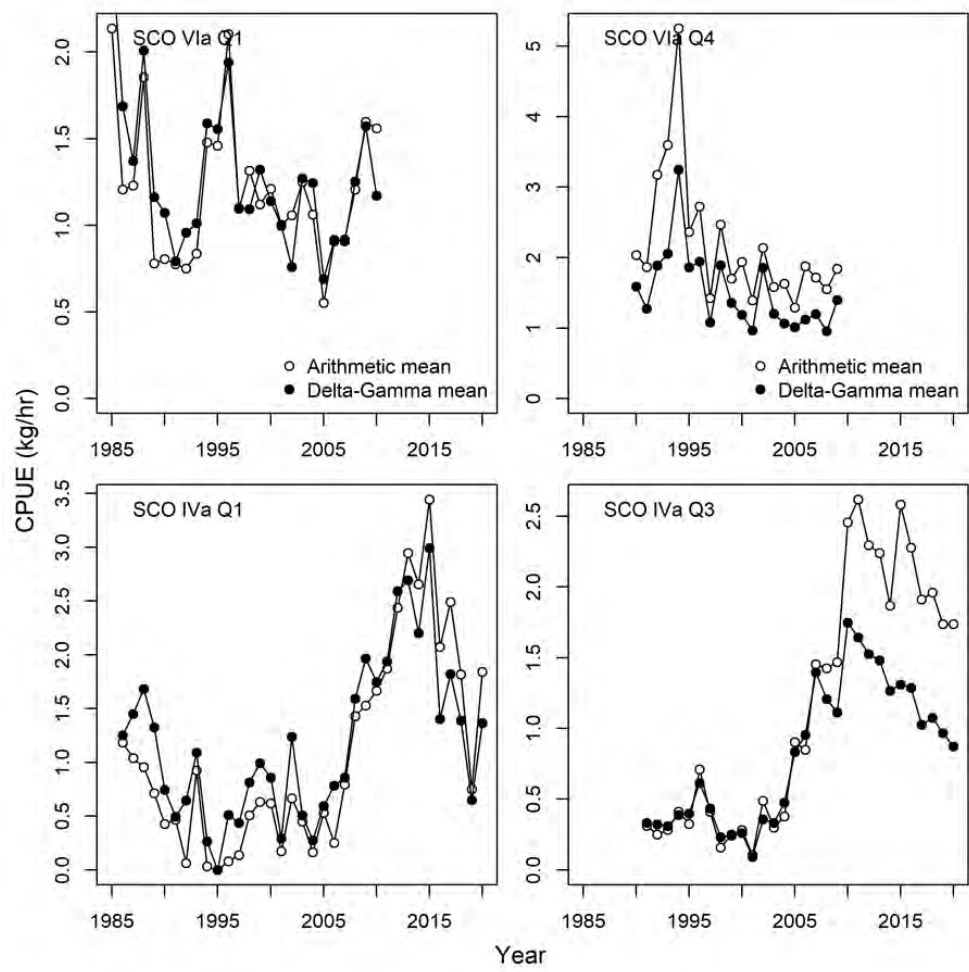 SCO VIa Q1
2.0
1.5
1.0
0.5
0.0
Arithmetic mean
Delta-Gamma mean
1985 1995 2005 2015
SCO VIa Q4
5
4
3
2
1
0
Arithmetic mean
Delta-Gamma mean
1985 1995 2005 2015
CPUE (kg/hr)
SCO IVa Q1
3.5
3.0
2.5
2.0
1.5
1.0
0.5
0.0
1985 1995 2005 2015
SCO IVa Q3
2.5
2.0
1.5
1.0
0.5
0.0
1985 1995 2005 2015
Year